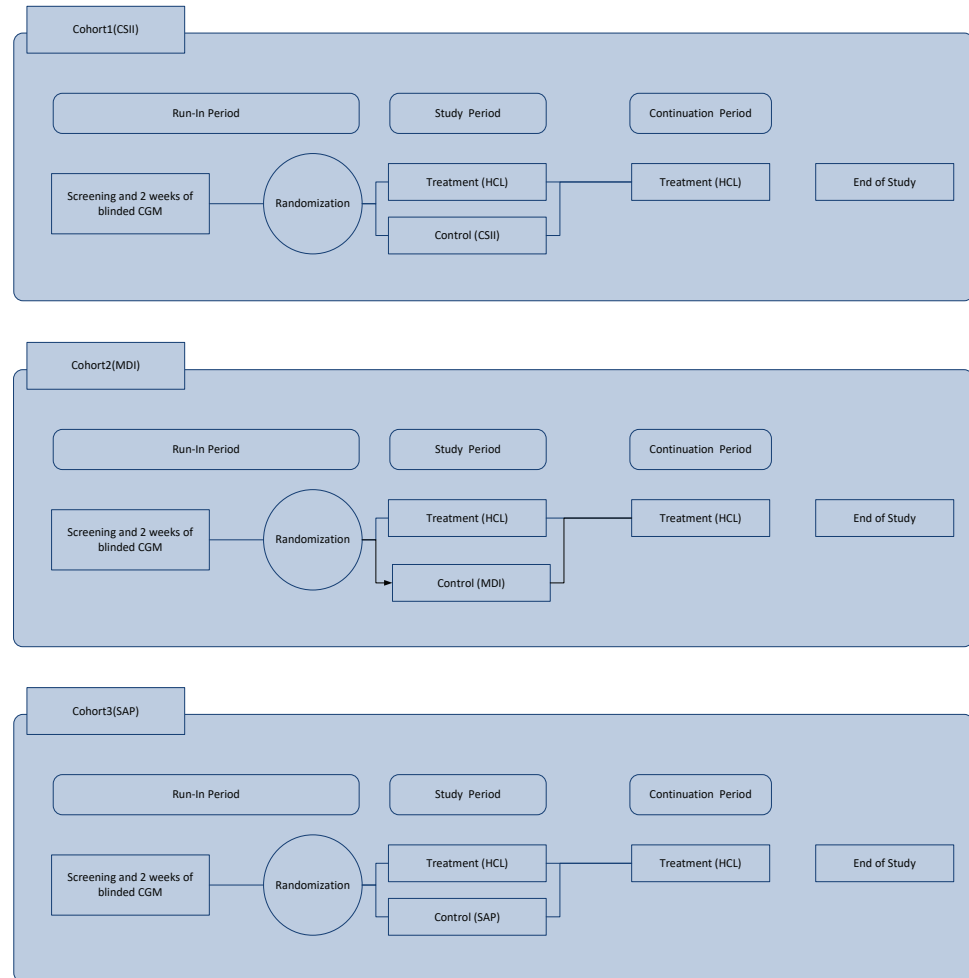 Cohort1(CSII)
Run-In Period
Study Period
Continuation Period
Screening and 2 weeks of
blinded CGM
Randomization
Treatment (HCL)
Control (CSII)
Treatment (HCL)
End of Study
Cohort2(MDI)
Run-In Period
Study Period
Continuation Period
Screening and 2 weeks of
blinded CGM
Randomization
Treatment (HCL)
Control (MDI)
Treatment (HCL)
End of Study
Cohort3(SAP)
Run-In Period
Study Period
Continuation Period
Screening and 2 weeks of
blinded CGM
Randomization
Treatment (HCL)
Control (SAP)
Treatment (HCL)
End of Study